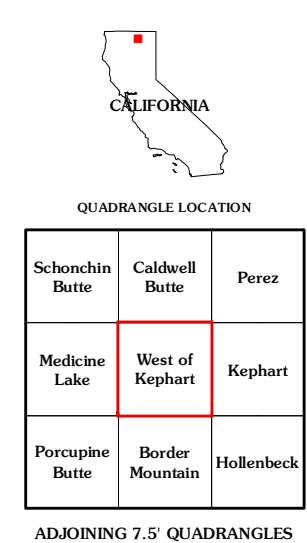 CALIFORNIA
QUADRANGLE LOCATION
Schonchin
Butte
Caldwell
Butte
Perez
Medicine
Lake
West of
Kephart
Kephart
Porcupine
Butte
Border
Mountain
Hollenbeck
ADJOINING 7.5' QUADRANGLES